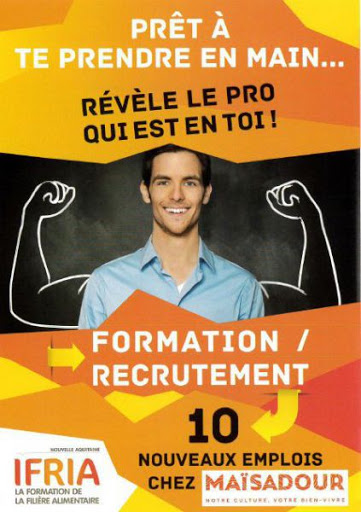 PRÊT À
TE PRENDRE EN MAIN...
RÉVÈLE LE PRO
QUI EST EN TOI !
FORMATION /
RECRUTEMENT
10
NOUVEAUX EMPLOIS
CHEZ MAÏSADOUR
NOTRE CULTURE, VOTRE BIEN-VIVRE
NOUVELLE AQUITAINE
IFRIA
LA FORMATION DE
LA FILIÈRE ALIMENTAIRE